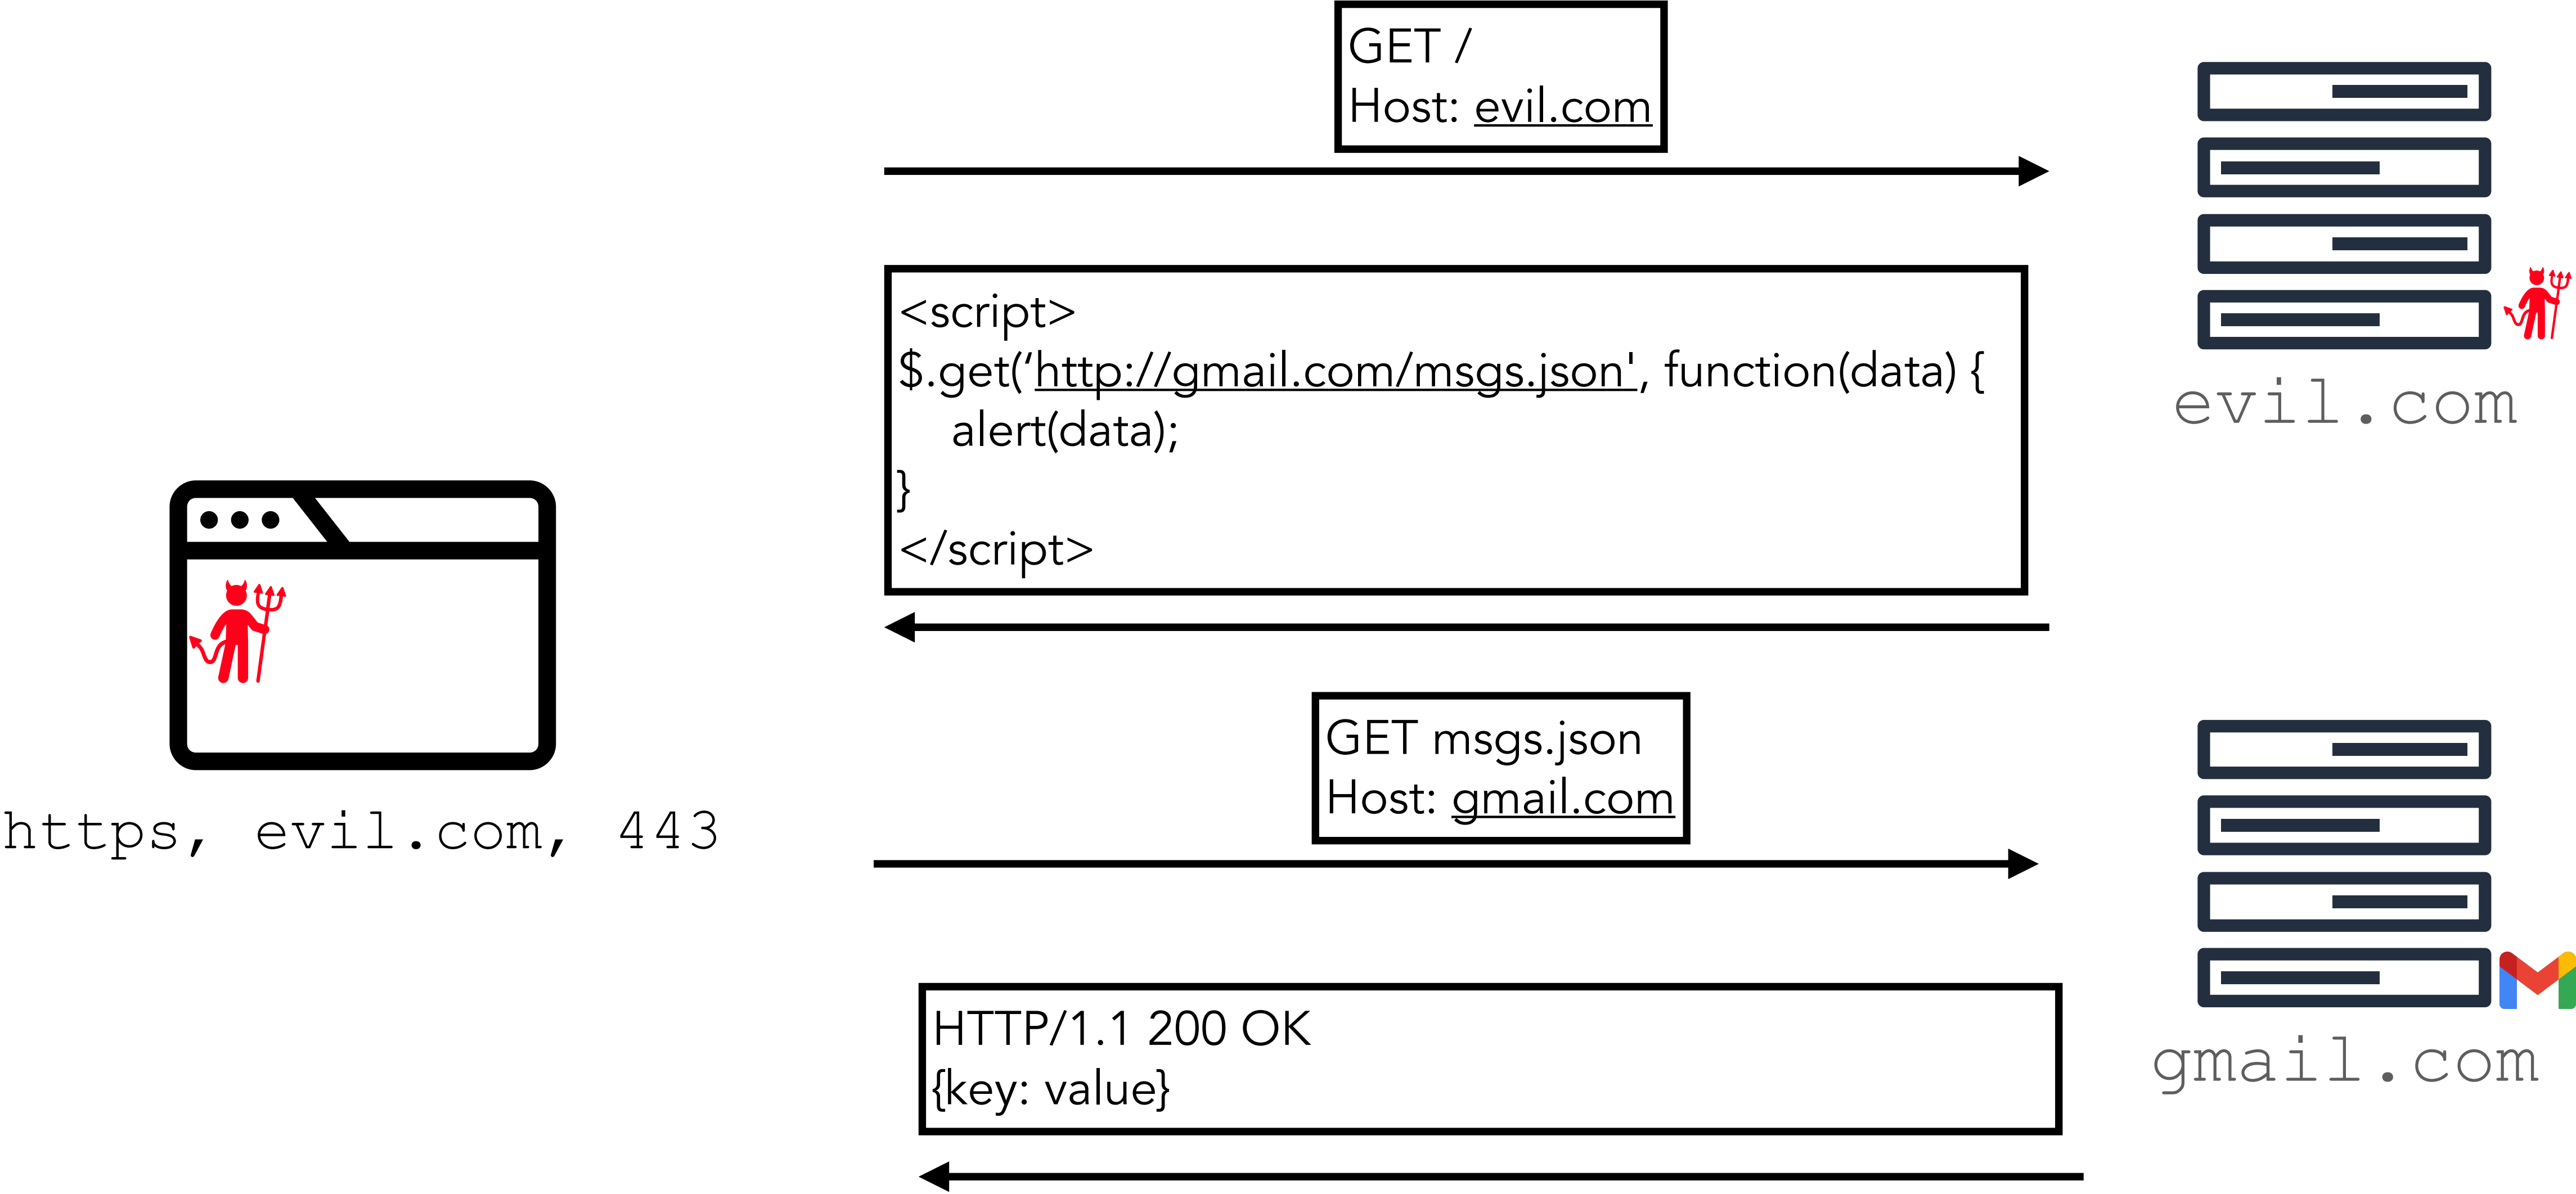 GET /
Host: evil.com
<script>
$.get(‘http://gmail.com/msgs.json', function(data) {
alert(data);
}
</script>
evil.com
https, evil.com, 443
GET msgs.json
Host: gmail.com
HTTP/1.1 200 OK
{key: value}
gmail.com